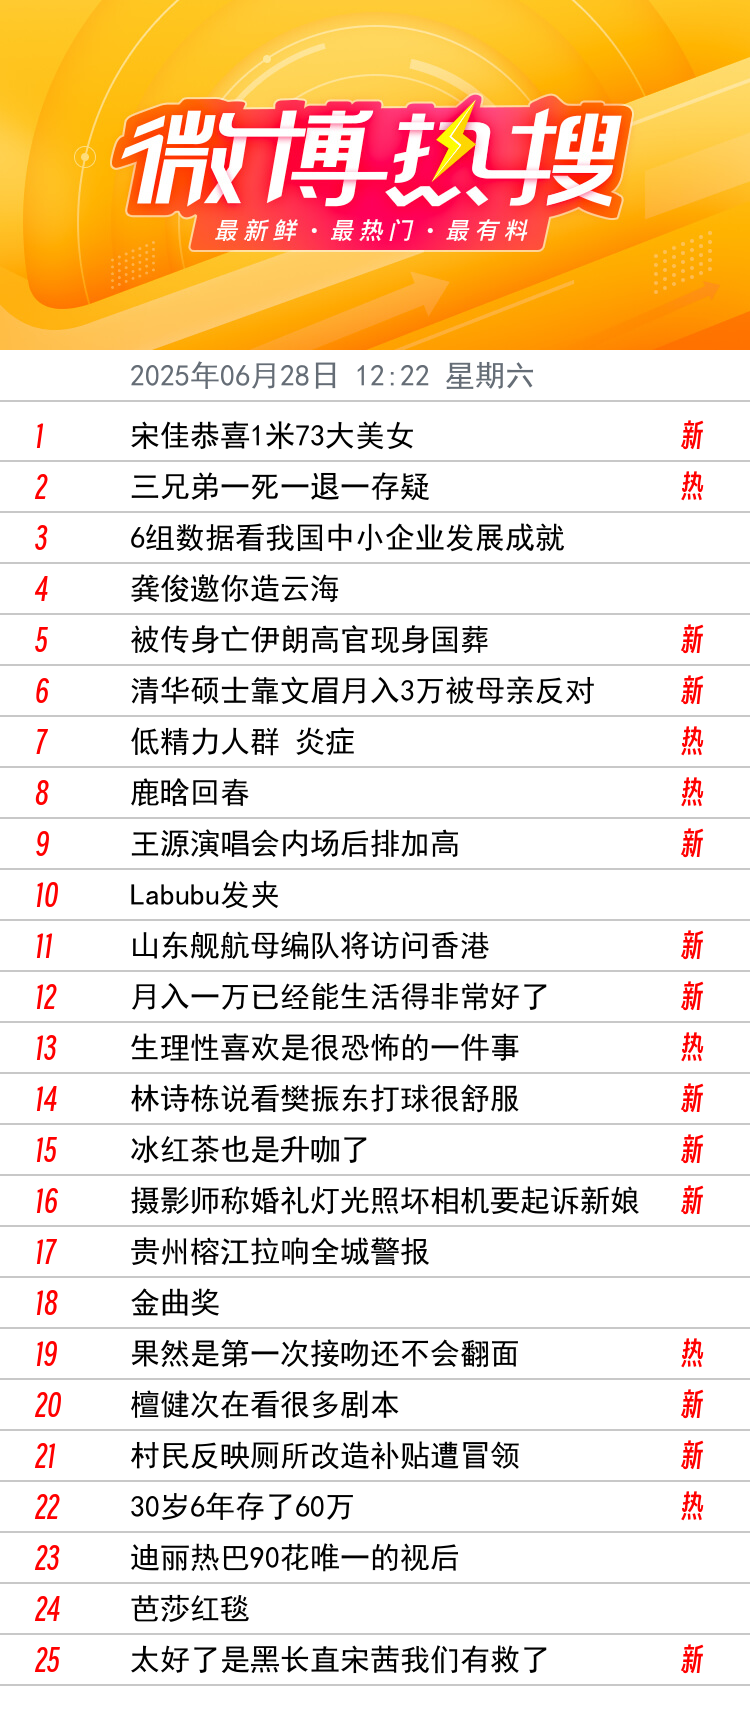 微博热搜
最新鲜·最热门·最有料
2025年06月28日 12:22 星期六
1 宋佳恭喜1米73大美女 新
2 三兄弟一死一退一存疑 热
3 6组数据看我国中小企业发展成就
4 龚俊邀你造云海
5 被传身亡伊朗高官现身国葬 新
6 清华硕士靠文眉月入3万被母亲反对 新
7 低精力人群 炎症 热
8 鹿晗回春 热
9 王源演唱会内场后排加高 新
10 Labubu发夹
11 山东舰航母编队将访问香港 新
12 月入一万已经能生活得非常好了 新
13 生理性喜欢是很恐怖的一件事 热
14 林诗栋说看樊振东打球很舒服 新
15 冰红茶也是升咖了 新
16 摄影师称婚礼灯光照坏相机要起诉新娘 新
17 贵州榕江拉响全城警报
18 金曲奖
19 果然是第一次接吻还不会翻面 热
20 檀健次在看很多剧本 新
21 村民反映厕所改造补贴遭冒领 新
22 30岁6年存了60万 热
23 迪丽热巴90花唯一的视后
24 芭莎红毯
25 太好了是黑长直宋茜我们有救了 新